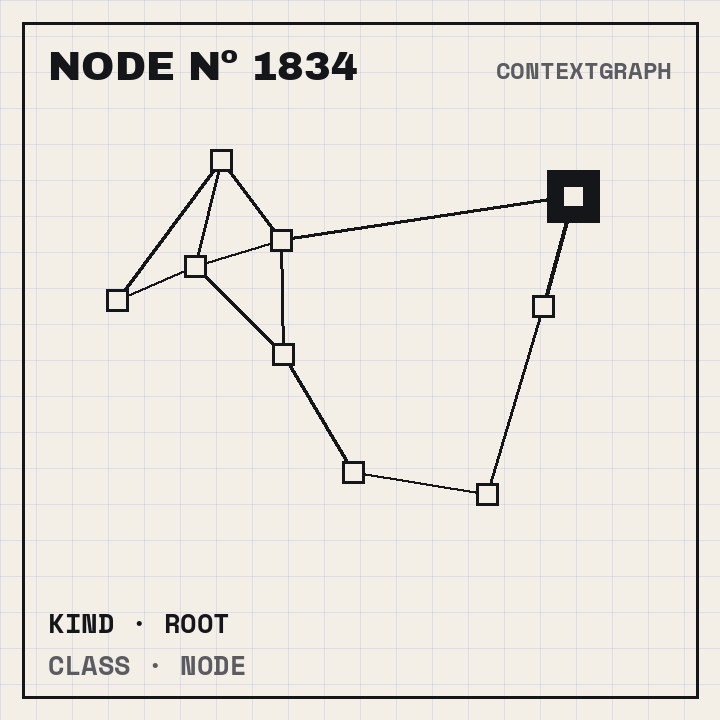 NODE Nº 1834
CONTEXTGRAPH
KIND · ROOT
CLASS · NODE